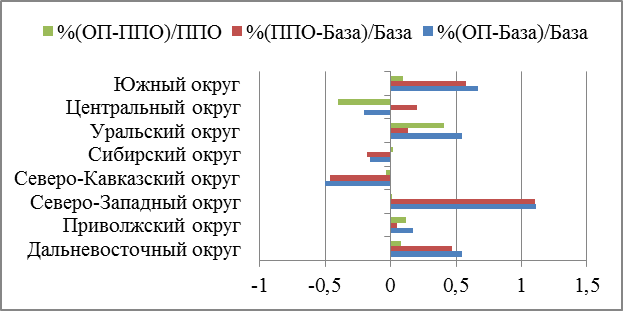 %(ОП-ППО)/ППО %(ППО-База)/База %(ОП-База)/База
Южный округ
Центральный округ
Уральский округ
Сибирский округ
Северо-Кавказский округ
Северо-Западный округ
Приволжский округ
Дальневосточный округ
-1 -0,5 0 0,5 1 1,5